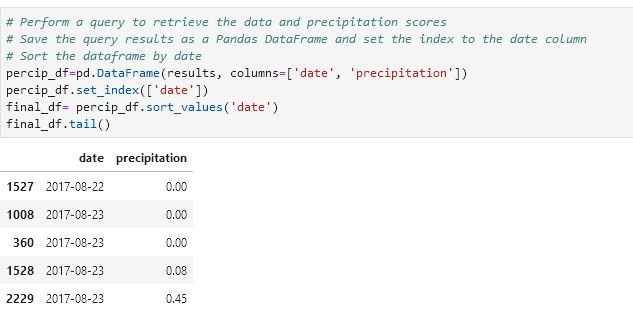 # Perform a query to retrieve the data and precipitation scores
# Save the query results as a Pandas DataFrame and set the index to the date column
# Sort the dataframe by date
percip_df=pd.DataFrame(results, columns=['date', 'precipitation'])
percip_df.set_index(['date'])
final_df= percip_df.sort_values('date')
final_df.tail()
date precipitation
1527 2017-08-22 0.00
1008 2017-08-23 0.00
360 2017-08-23 0.00
1528 2017-08-23 0.08
2229 2017-08-23 0.45